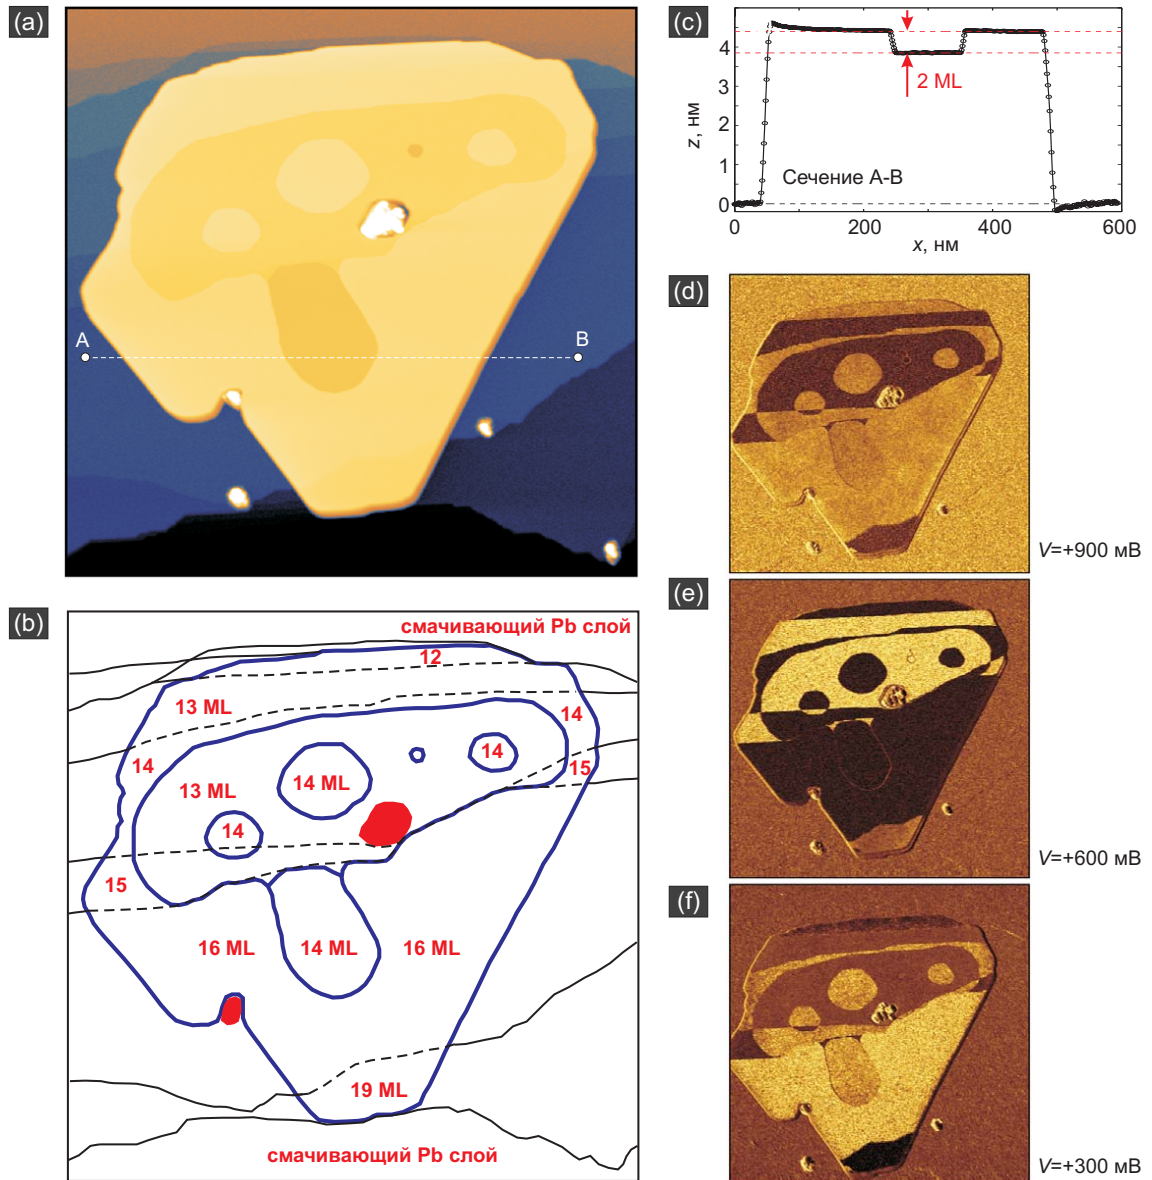 (a)
A
B
(b)
смачивающий Pb слой
12
13 ML
14
14
13 ML
14 ML
14
15
14
15
16 ML
14 ML
16 ML
19 ML
смачивающий Pb слой
(c)
4
3
2
1
0
z, нм
2 ML
Сечение A-B
0
200
400
600
x, нм
(d)
V=+900 мВ
(e)
V=+600 мВ
(f)
V=+300 мВ